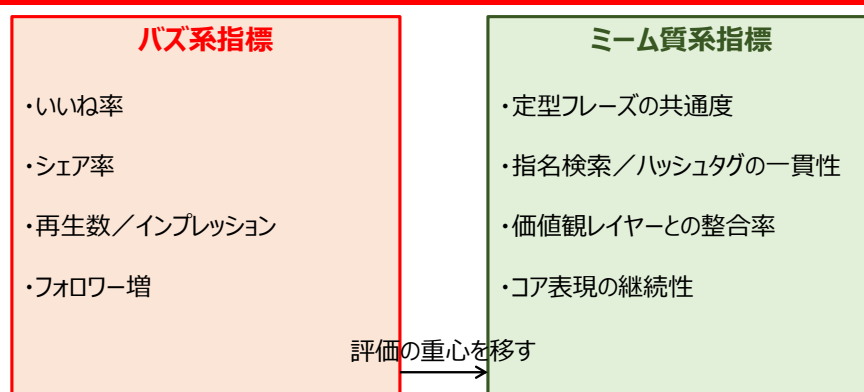 バズ系指標
・いいね率
・シェア率
・再生数／インプレッション
・フォロワー増
ミーム質系指標
・定型フレーズの共通度
・指名検索／ハッシュタグの一貫性
・価値観レイヤーとの整合率
・コア表現の継続性
評価の重心を移す